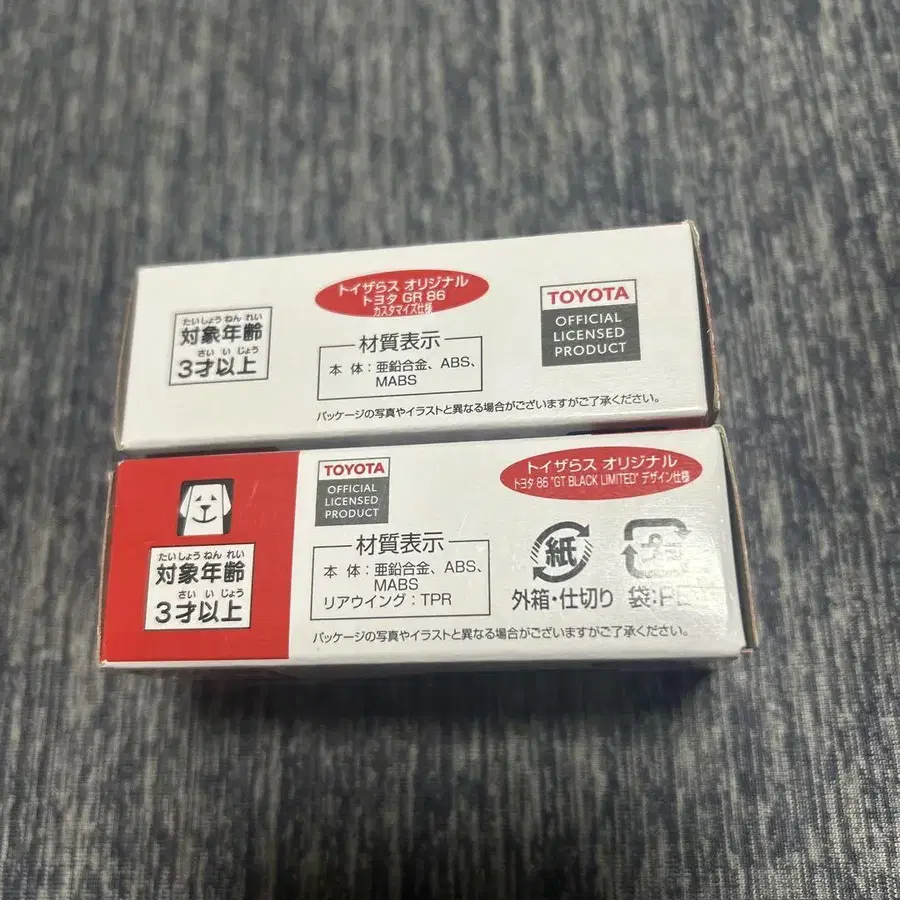 たいしょう ねん れい
対象年齢
さい い じょう
3才以上
トイザらス オリジナル
トヨタ GR 86
カスタマイズ仕様
材質表示
本 体：亜鉛合金、ABS、
MABS
パッケージの写真やイラストと異なる場合がございますがご了承ください。
TOYOTA
OFFICIAL
LICENSED
PRODUCT
たいしょう ねん れい
対象年齢
さい い じょう
3才以上
TOYOTA
OFFICIAL
LICENSED
PRODUCT
トイザらス オリジナル
トヨタ 86 "GT BLACK LIMITED" デザイン仕様
材質表示
本 体：亜鉛合金、ABS、
MABS
リアウイング：TPR
パッケージの写真やイラストと異なる場合がございますがご了承ください。
紙
外箱・仕切り
プラ
袋：PE